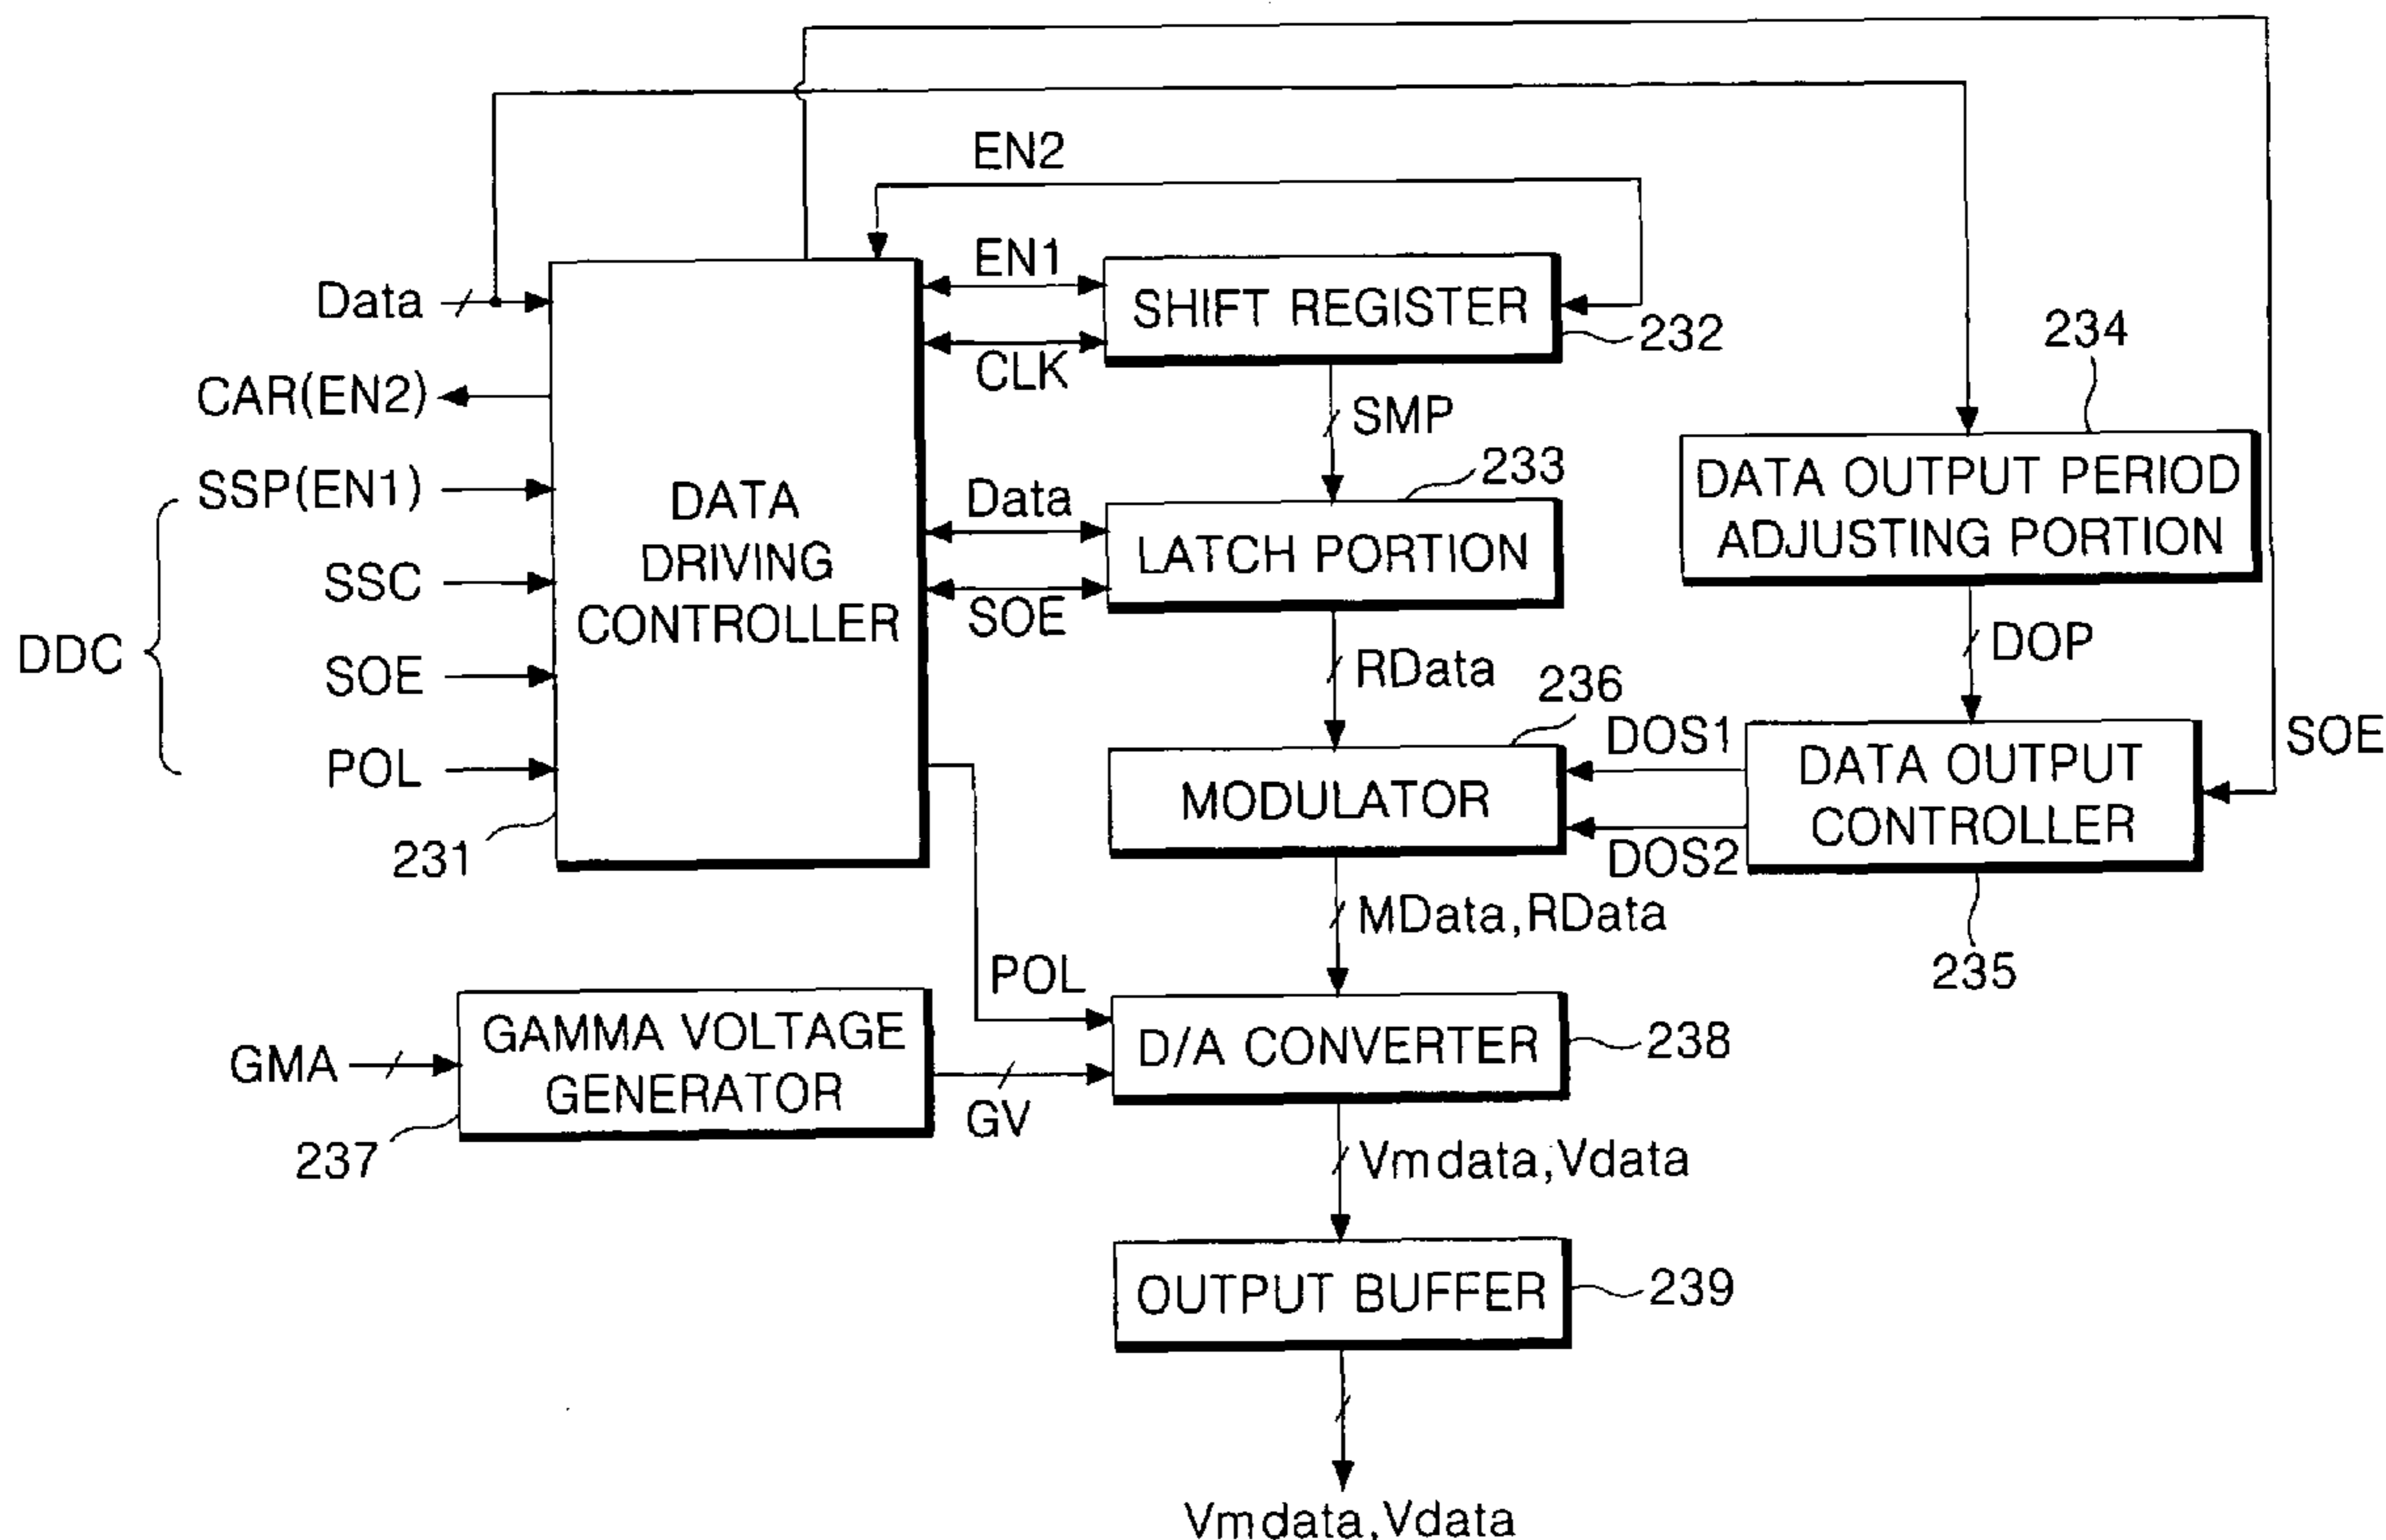 EN2
EN1
Data
SHIFT REGISTER
232
234
CLK
CAR(EN2)
SMP
233
DATA OUTPUT PERIOD
ADJUSTING PORTION
SSP(EN1)
DATA
DRIVING
CONTROLLER
Data
LATCH PORTION
SSC
SOE
DOP
DDC
SOE
RData
236
DOS1
SOE
POL
MODULATOR
DATA OUTPUT
CONTROLLER
231
DOS2
MData,RData
235
POL
GAMMA VOLTAGE
GENERATOR
D/A CONVERTER
238
GMA
GV
237
Vmdata,Vdata
OUTPUT BUFFER
239
Vmdata,Vdata